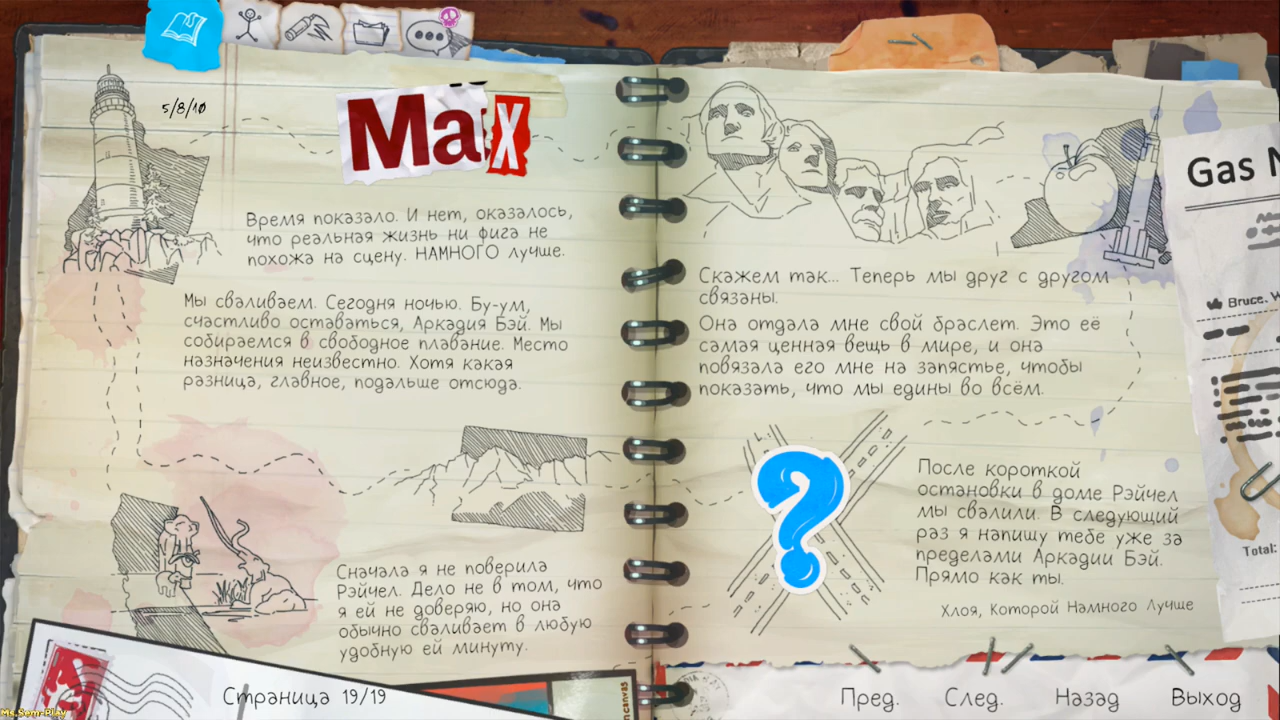 5/8/10
Max
Время показало. И нет, оказалось,
что реальная жизнь ни фига не
похожа на сцену. НАМНОГО лучше.
Мы сваливаем. Сегодня ночью. Бу-ум,
счастливо оставаться, Аркадия Бэй. Мы
собираемся в свободное плавание. Место
назначения неизвестно. Хотя какая
разница, главное, подальше отсюда.
Сначала я не поверила
Рэйчел. Дело не в том, что
я ей не доверяю, но она
обычно сваливает в любую
удобную ей минуту.
Скажем так... Теперь мы друг с другом
связаны.
Она отдала мне свой браслет. Это её
самая ценная вещь в мире, и она
повязала его мне на запястье, чтобы
показать, что мы едины во всём.
?
После короткой
остановки в доме Рэйчел
мы свалили. В следующий
раз я напишу тебе уже за
пределами Аркадии Бэй.
Прямо как ты.
Хлоя, Которой Намного Лучше
Gas
Bruce. W
Total:
canvas
Страница 19/19
Пред. След. Назад Выход
Ms.Sem-Play